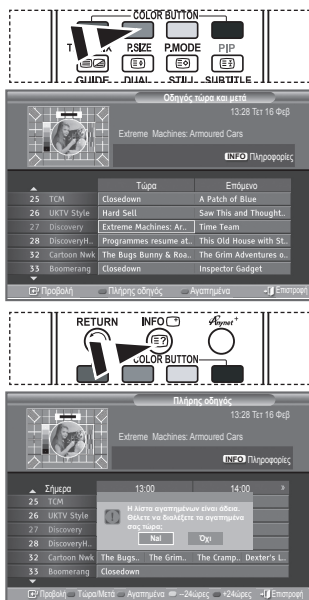 COLOR BUTTON
P.SIZE P.MODE PIP
GUIDE DUAL STILL SUBTITLE
Οδηγός τώρα και μετά
13:28 Τετ 16 Φεβ
Extreme Machines: Armoured Cars
INFO Πληροφορίες
Τώρα Επόμενο
25 TCM Closedown A Patch of Blue
26 UKTV Style Hard Sell Saw This and Thought..
27 Discovery Extreme Machines: Ar.. Time Team
28 DiscoveryH.. Programmes resume at.. This Old House with St..
32 Cartoon Nwk The Bugs Bunny & Roa.. The Grim Adventures o..
33 Boomerang Closedown Inspector Gadget
Προβολή Πλήρης οδηγός Αγαπημένα Επιστροφή
RETURN INFO Anynet+
COLOR BUTTON
Πλήρης οδηγός
13:28 Τετ 16 Φεβ
Extreme Machines: Armoured Cars
INFO Πληροφορίες
Σήμερα 13:00 14:00 »
25 TCM
26 UKTV Style
27 Discovery
28 DiscoveryH..
Η λίστα αγαπημένων είναι άδεια.
Θέλετε να διαλέξετε τα αγαπημένα
σας τώρα;
Ναί Όχι
32 Cartoon Nwk The Bugs.. The Grim.. The Cramp.. Dexter's L..
33 Boomerang Closedown
Προβολή Τώρα/Μετά Αγαπημένα -24ώρες +24ώρες Επιστροφή